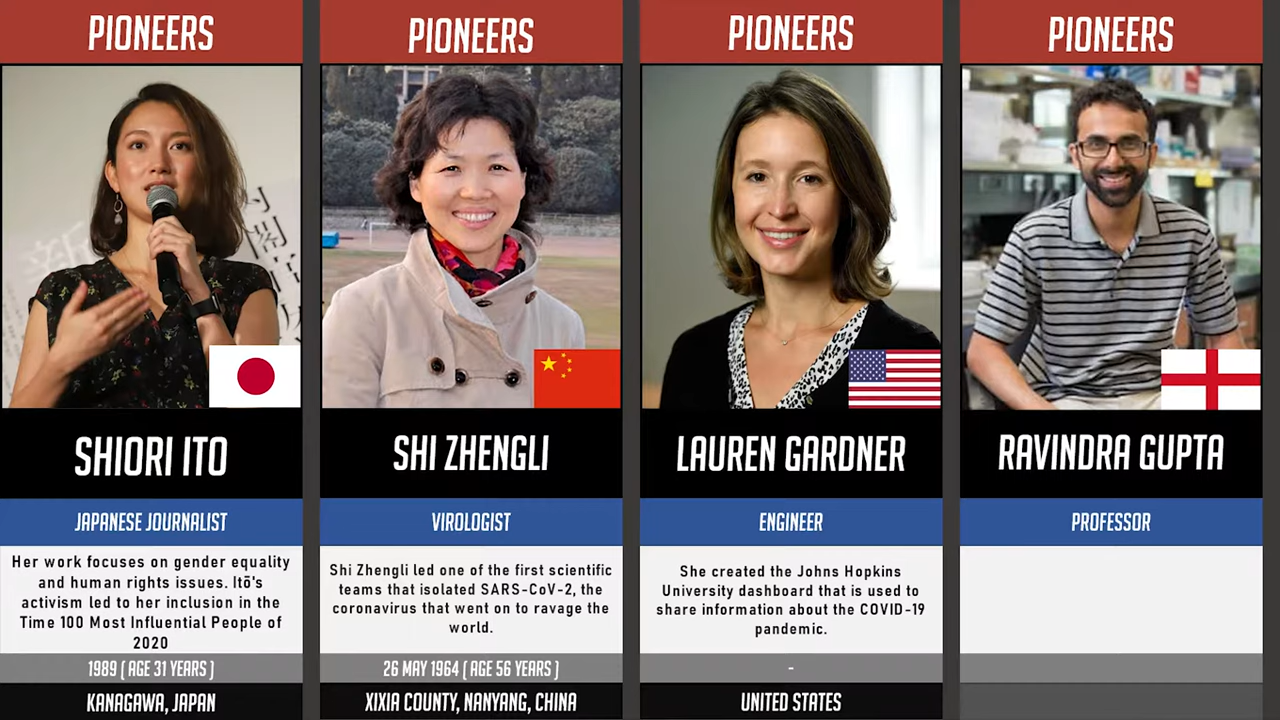 PIONEERS
SHIORI ITO
JAPANESE JOURNALIST
Her work focuses on gender equality
and human rights issues. Itō's
activism led to her inclusion in the
Time 100 Most Influential People of
2020
1989 ( AGE 31 YEARS )
KANAGAWA, JAPAN
PIONEERS
SHI ZHENGLI
VIROLOGIST
Shi Zhengli led one of the first scientific
teams that isolated SARS-CoV-2, the
coronavirus that went on to ravage the
world.
26 MAY 1964 ( AGE 56 YEARS )
XIXIA COUNTY, NANYANG, CHINA
PIONEERS
LAUREN GARDNER
ENGINEER
She created the Johns Hopkins
University dashboard that is used to
share information about the COVID-19
pandemic.
-
UNITED STATES
PIONEERS
RAVINDRA GUPTA
PROFESSOR